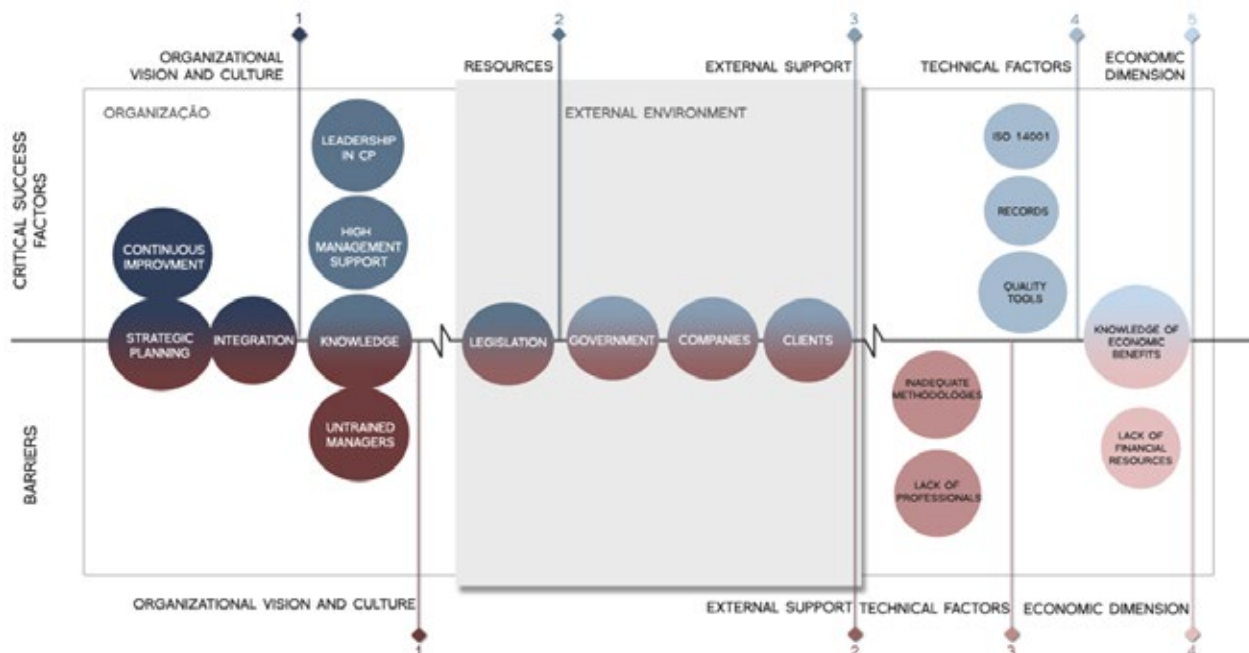 1
2
3
4
5
ORGANIZATIONAL
VISION AND CULTURE
RESOURCES
EXTERNAL SUPPORT
TECHNICAL FACTORS
ECONOMIC
DIMENSION
ORGANIZAÇÃO
EXTERNAL ENVIRONMENT
CRITICAL SUCCESS
FACTORS
LEADERSHIP
IN CP
ISO 14001
RECORDS
CONTINUOUS
IMPROVMENT
HIGH
MANAGEMENT
SUPPORT
QUALITY
TOOLS
STRATEGIC
PLANNING
INTEGRATION
KNOWLEDGE
LEGISLATION
GOVERNMENT
COMPANIES
CLIENTS
KNOWLEDGE OF
ECONOMIC
BENEFITS
BARRIERS
UNTRAINED
MANAGERS
INADEQUATE
METHODOLOGIES
LACK OF
PROFESSIONALS
LACK OF
FINANCIAL
RESOURCES
ORGANIZATIONAL VISION AND CULTURE
EXTERNAL SUPPORT
TECHNICAL FACTORS
ECONOMIC DIMENSION
1
2
3
4